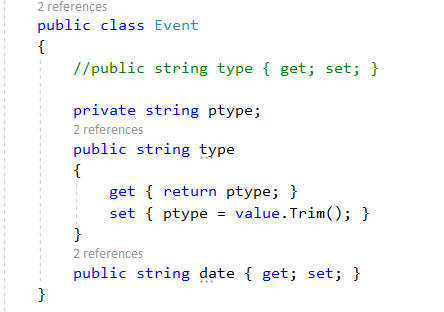 2 references
public class Event
{
//public string type { get; set; }
private string ptype;
2 references
public string type
{
get { return ptype; }
set { ptype = value.Trim(); }
}
2 references
public string date { get; set; }
}